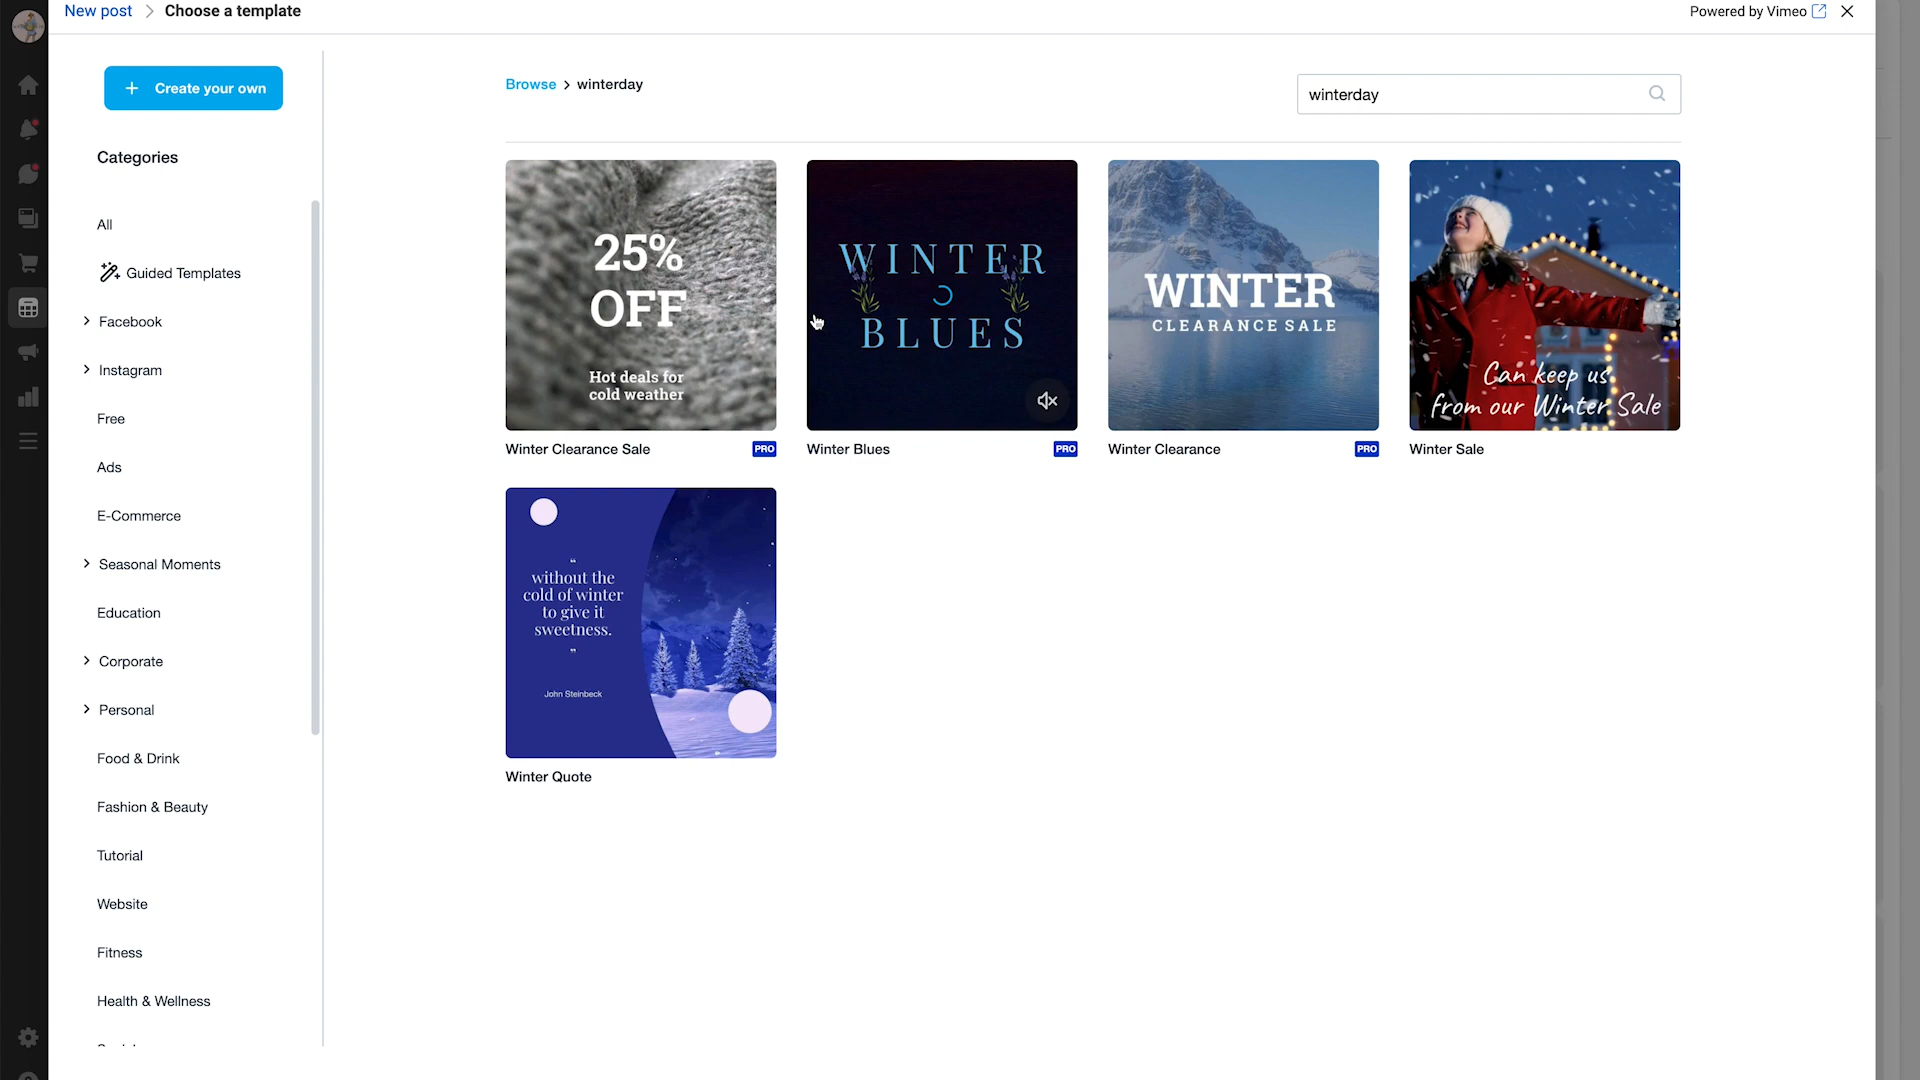 New post > Choose a template
Powered by Vimeo
+ Create your own
Categories
All
Guided Templates
Facebook
Instagram
Free
Ads
E-Commerce
Seasonal Moments
Education
Corporate
Personal
Food & Drink
Fashion & Beauty
Tutorial
Website
Fitness
Health & Wellness
Browse > winterday
winterday
25%
OFF
Hot deals for
cold weather
Winter Clearance Sale PRO
WINTER
BLUES
Winter Blues PRO
WINTER
CLEARANCE SALE
Winter Clearance PRO
Can keep us
from our Winter Sale
Winter Sale
“
without the
cold of winter
to give it
sweetness.
”
John Steinbeck
Winter Quote